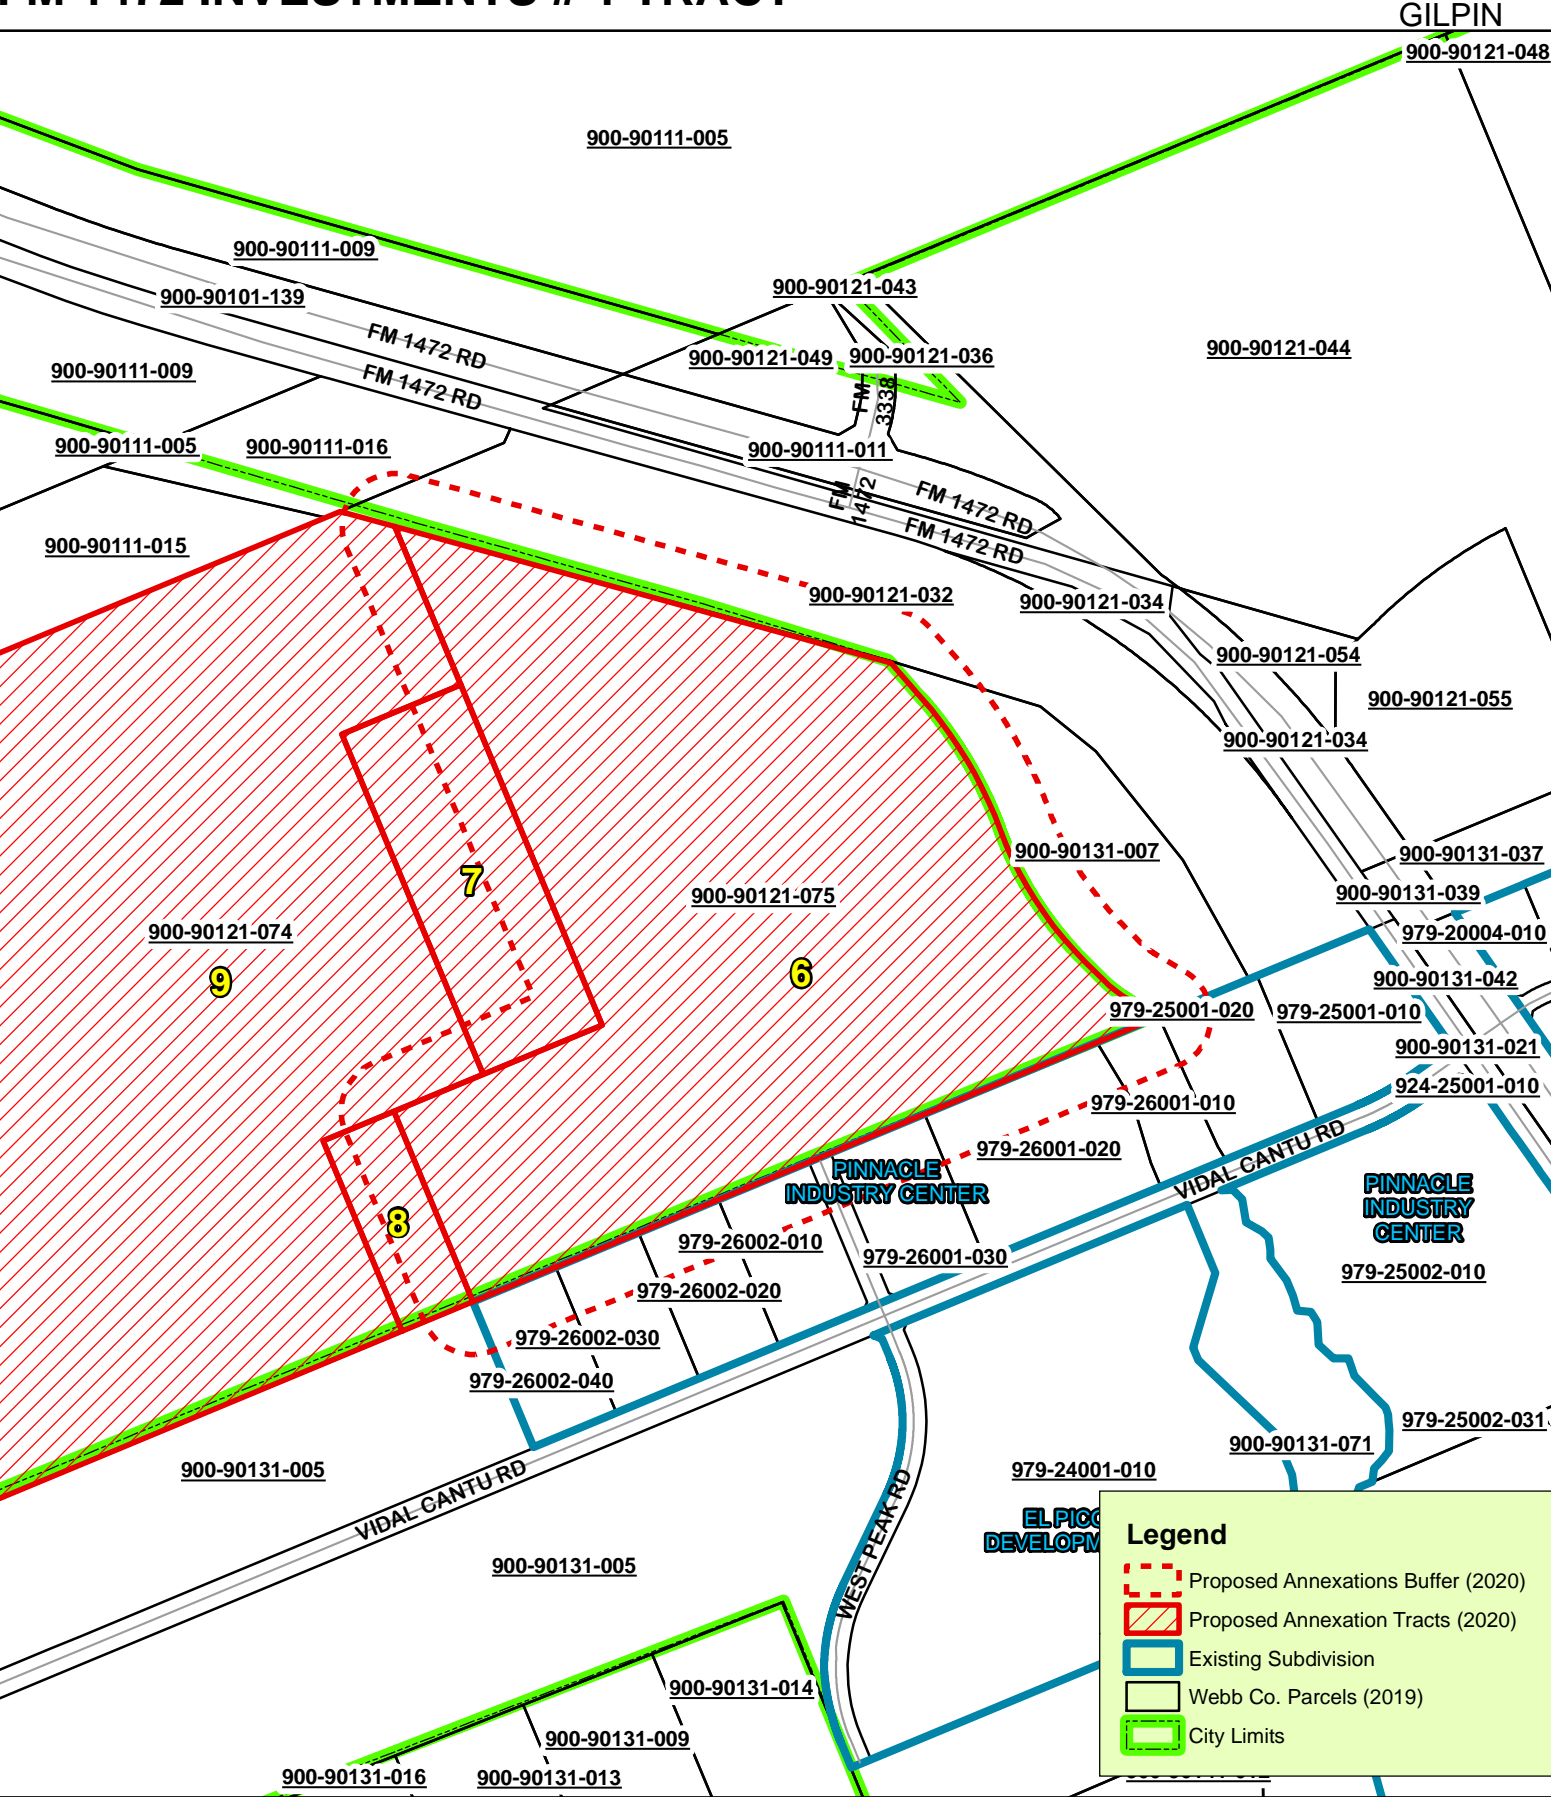 FM 1472 INVESTMENTS # 4 TRACT
GILPIN
900-90121-048
900-90111-005
900-90111-009
900-90121-043
900-90101-139
FM 1472 RD
900-90121-044
900-90121-049
900-90121-036
900-90111-009
FM 1472 RD
FM 3338
900-90111-005
900-90111-016
900-90111-011
FM 1472
FM 1472 RD
FM 1472 RD
900-90111-015
900-90121-032
900-90121-034
900-90121-054
900-90121-055
900-90121-034
900-90131-007
900-90131-037
7
900-90121-075
900-90131-039
900-90121-074
979-20004-010
9
6
900-90131-042
979-25001-020
979-25001-010
900-90131-021
924-25001-010
979-26001-010
979-26001-020
VIDAL CANTU RD
PINNACLE
INDUSTRY CENTER
PINNACLE
INDUSTRY
CENTER
8
979-26002-010
979-26001-030
979-25002-010
979-26002-020
979-26002-030
979-26002-040
979-25002-031
900-90131-071
900-90131-005
979-24001-010
VIDAL CANTU RD
WEST PEAK RD
EL PICO
DEVELOPM
900-90131-005
900-90131-014
900-90131-009
900-90131-016
900-90131-013
Legend
Proposed Annexations Buffer (2020)
Proposed Annexation Tracts (2020)
Existing Subdivision
Webb Co. Parcels (2019)
City Limits